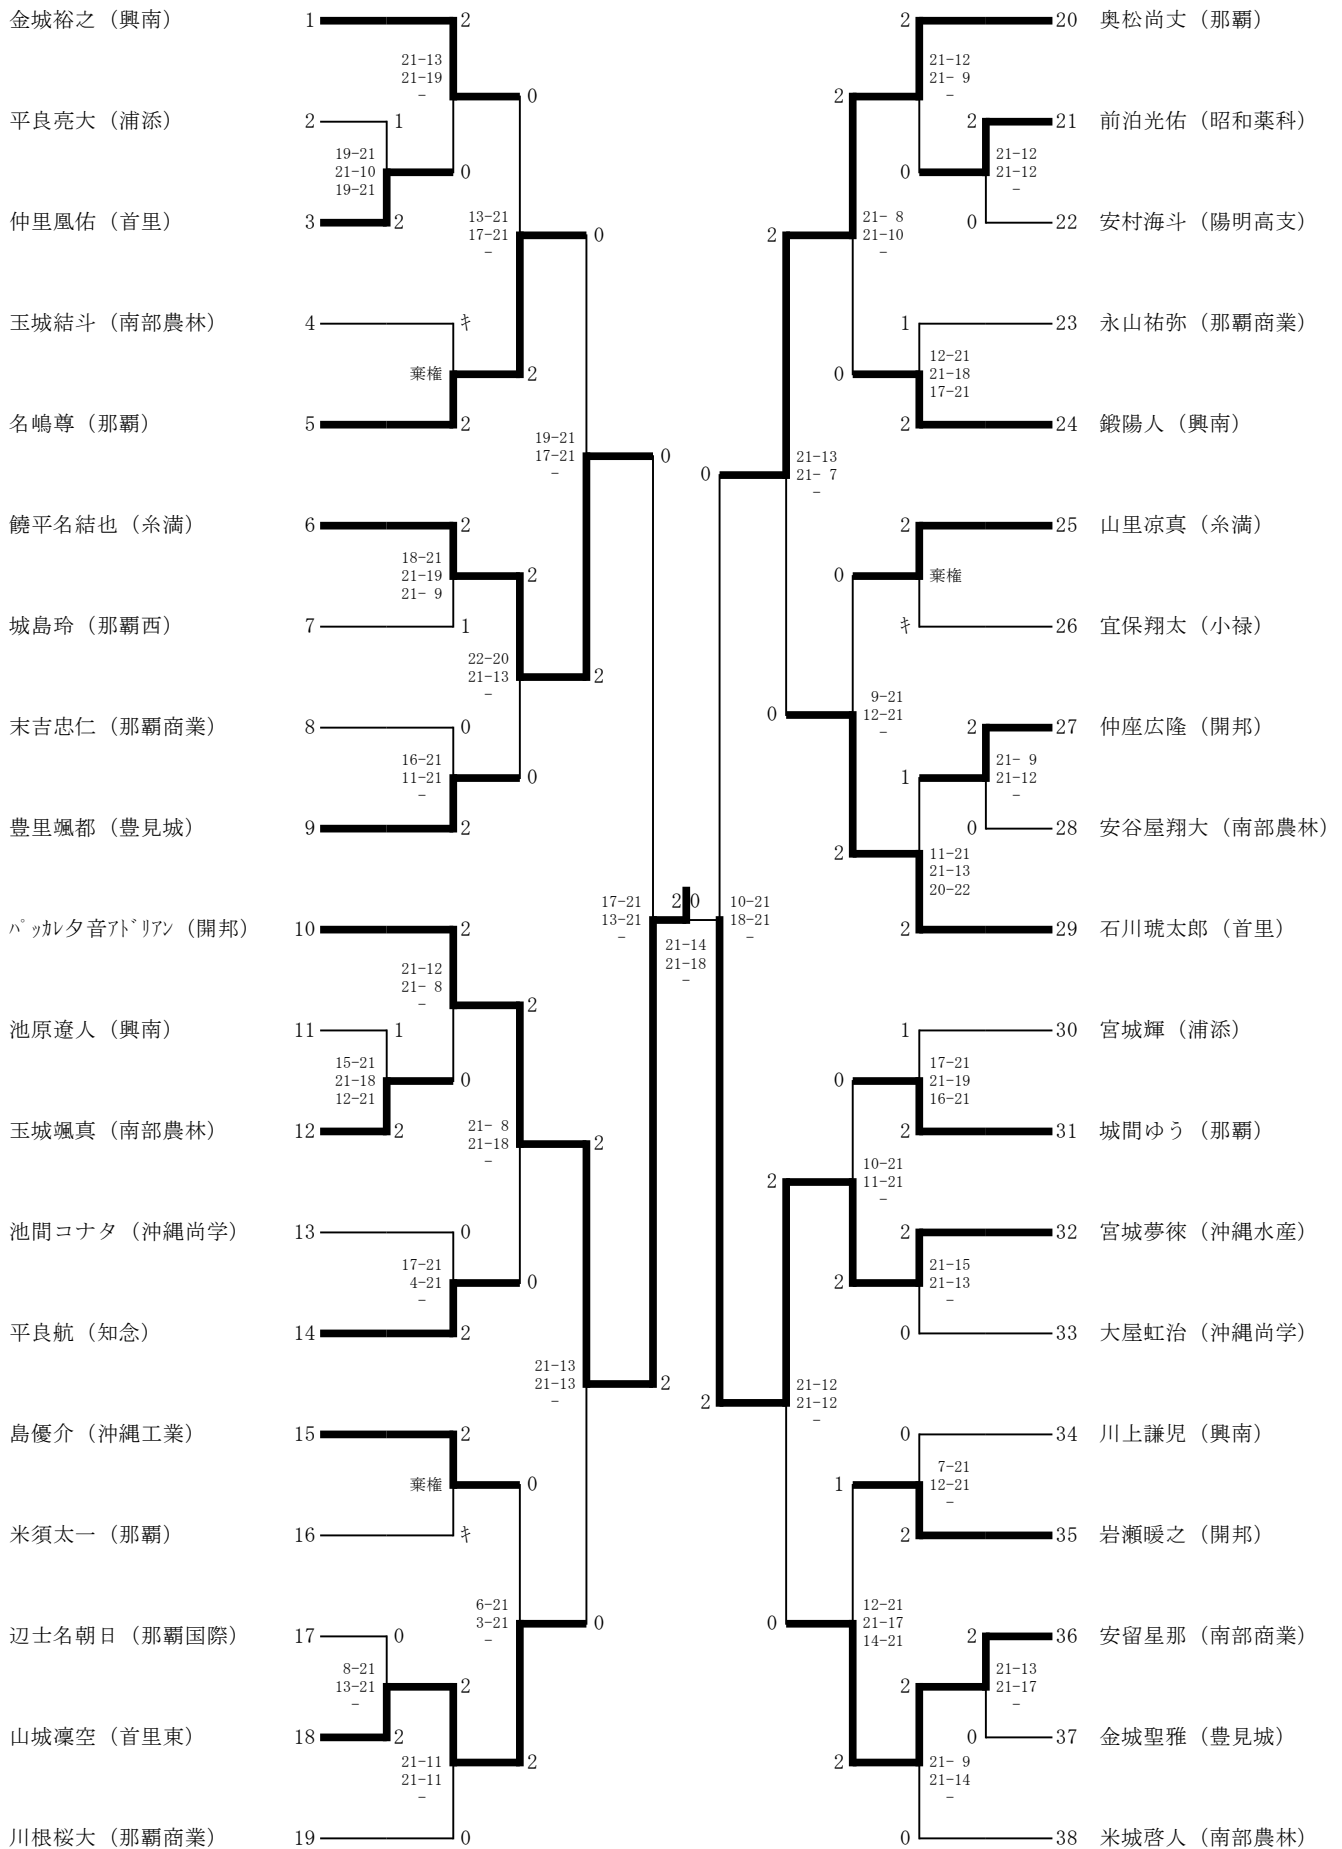 金城裕之（興南） 1 2 2 20 奥松尚丈（那覇）
21-13 21-12
21-19 21- 9
- -
0 2
平良亮大（浦添） 2 1 2 21 前泊光佑（昭和薬科）
19-21 21-12
21-10 21-12
0 0
19-21 -
仲里凰佑（首里） 3 2 0 22 安村海斗（陽明高支）
13-21 21- 8
17-21 21-10
0 2
- -
玉城結斗（南部農林） 4 ｷ 1 23 永山祐弥（那覇商業）
12-21
棄権 2 0 21-18
17-21
名嶋尊（那覇） 5 2 2 24 鍛陽人（興南）
19-21
17-21 0 21-13
- 0 21- 7
-
饒平名結也（糸満） 6 2 2 25 山里凉真（糸満）
18-21
21-19 2 0 棄権
21- 9
城島玲（那覇西） 7 1 ｷ 26 宜保翔太（小禄）
22-20
21-13 2
-
9-21
12-21
0 -
末吉忠仁（那覇商業） 8 0 2 27 仲座広隆（開邦）
16-21 21- 9
11-21 0 1 21-12
- -
豊里颯都（豊見城） 9 2 0 28 安谷屋翔大（南部農林）
2 11-21
21-13
20-22
17-21 2 0 10-21
13-21 18-21
- -
ﾊﾟｯｶﾙ夕音ｱﾄﾞﾘｱﾝ（開邦） 10 2 2 29 石川琥太郎（首里）
21-14
21-18
-
21-12
21- 8
- 2
池原遼人（興南） 11 1 1 30 宮城輝（浦添）
15-21 17-21
21-18 0 0 21-19
12-21 16-21
玉城颯真（南部農林） 12 2 2 31 城間ゆう（那覇）
21- 8
21-18 2
-
10-21
11-21
2 -
池間コナタ（沖縄尚学） 13 0 2 32 宮城夢徠（沖縄水産）
17-21 21-15
4-21 0 2 21-13
- -
平良航（知念） 14 2 0 33 大屋虹治（沖縄尚学）
21-13
21-13 2
-
21-12
2 21-12
-
島優介（沖縄工業） 15 2 0 34 川上謙児（興南）
7-21
棄権 0 1 12-21
-
米須太一（那覇） 16 ｷ 2 35 岩瀬暖之（開邦）
6-21 12-21
3-21 0 0 21-17
- 14-21
辺士名朝日（那覇国際） 17 0 2 36 安留星那（南部商業）
8-21 21-13
13-21 2 2 21-17
- -
山城凜空（首里東） 18 2 0 37 金城聖雅（豊見城）
21-11 2 2 21- 9
21-11 21-14
- -
川根桜大（那覇商業） 19 0 0 38 米城啓人（南部農林）